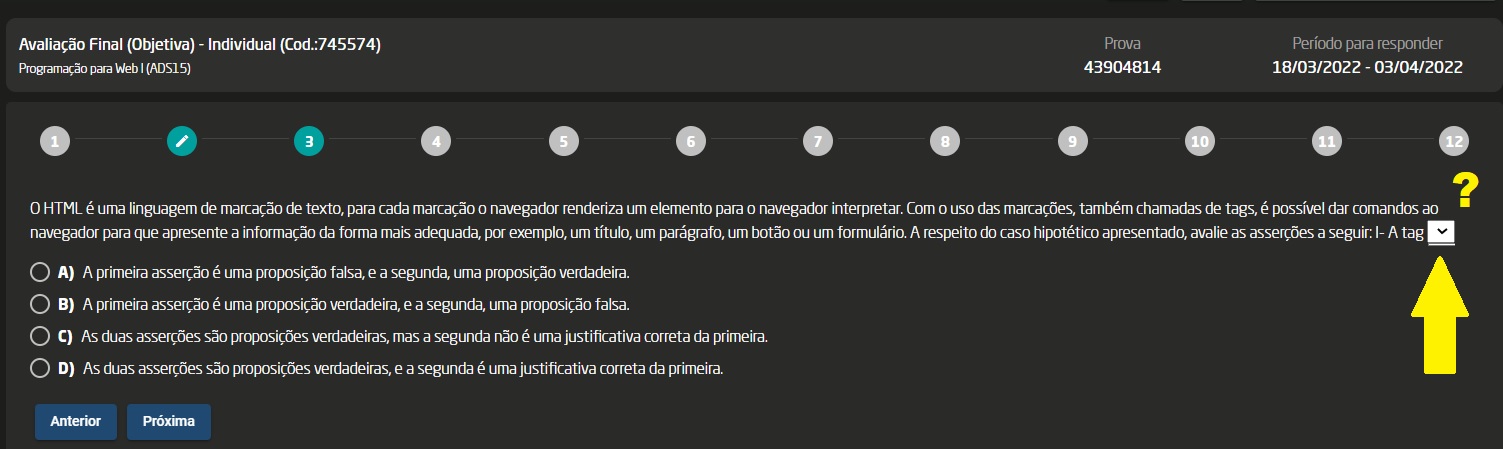 Avaliação Final (Objetiva) - Individual (Cod.:745574)
Programação para Web I (ADS15)
Prova
43904814
Período para responder
18/03/2022 - 03/04/2022
1 3 4 5 6 7 8 9 10 11 12
?
O HTML é uma linguagem de marcação de texto, para cada marcação o navegador renderiza um elemento para o navegador interpretar. Com o uso das marcações, também chamadas de tags, é possível dar comandos ao
navegador para que apresente a informação da forma mais adequada, por exemplo, um título, um parágrafo, um botão ou um formulário. A respeito do caso hipotético apresentado, avalie as asserções a seguir: I- A tag
A) A primeira asserção é uma proposição falsa, e a segunda, uma proposição verdadeira.
B) A primeira asserção é uma proposição verdadeira, e a segunda, uma proposição falsa.
C) As duas asserções são proposições verdadeiras, mas a segunda não é uma justificativa correta da primeira.
D) As duas asserções são proposições verdadeiras, e a segunda é uma justificativa correta da primeira.
Anterior
Próxima